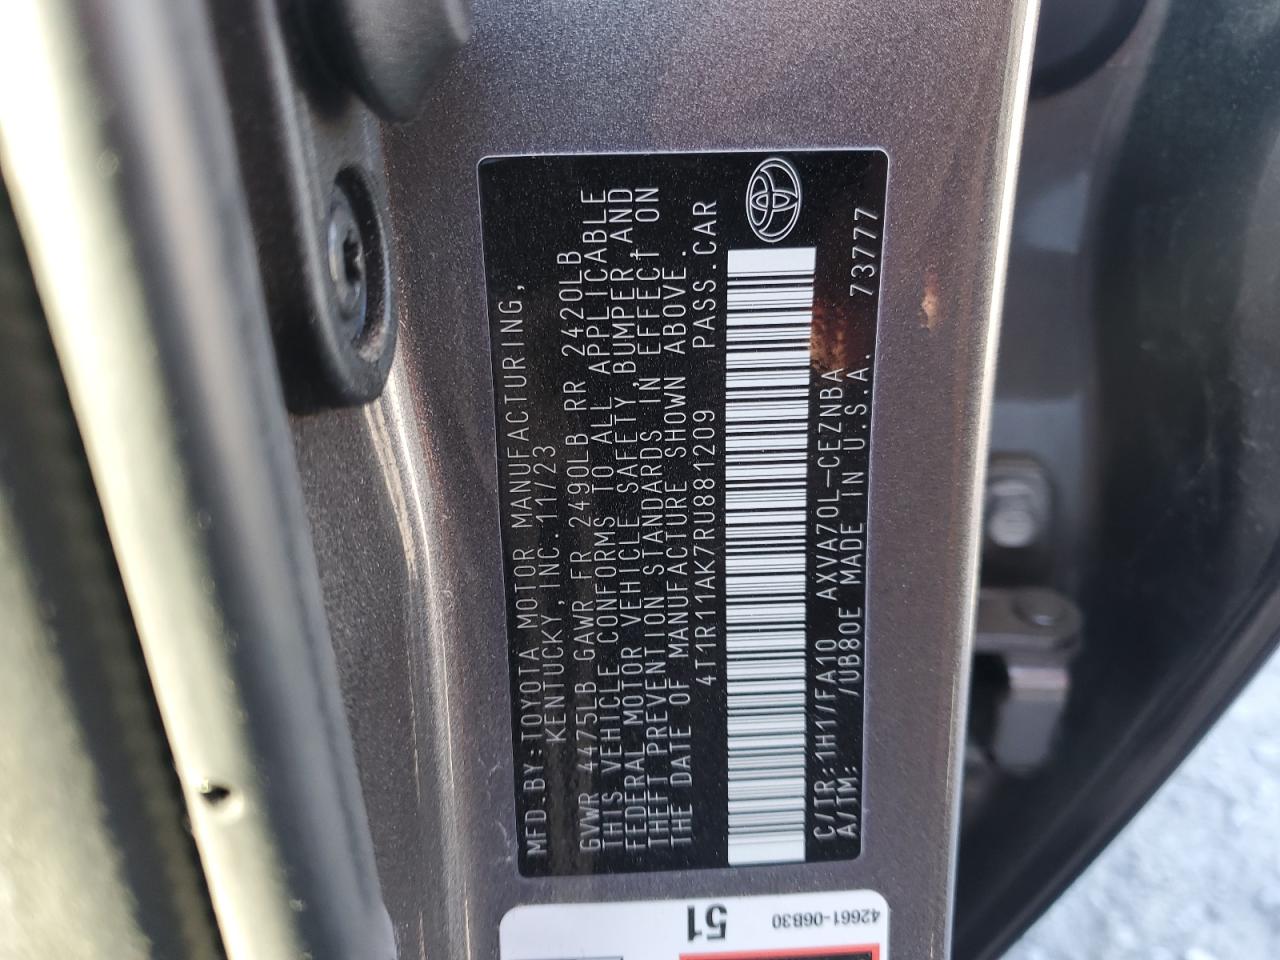 MFD.BY:TOYOTA MOTOR MANUFACTURING,
KENTUCKY, INC. 11/23
GVWR 4475LB GAWR FR 2490LB RR 2420LB
THIS VEHICLE CONFORMS TO ALL APPLICABLE
FEDERAL MOTOR VEHICLE SAFETY, BUMPER, AND
THEFT PREVENTION STANDARDS IN EFFECT ON
THE DATE OF MANUFACTURE SHOWN ABOVE.
4T1R11AK7RU881209 PASS.CAR
C/TR:1H1/FA10 AXVA70L-CEZNBA
A/TM: /UB80E MADE IN U.S.A. 73777
51
42661-06B30